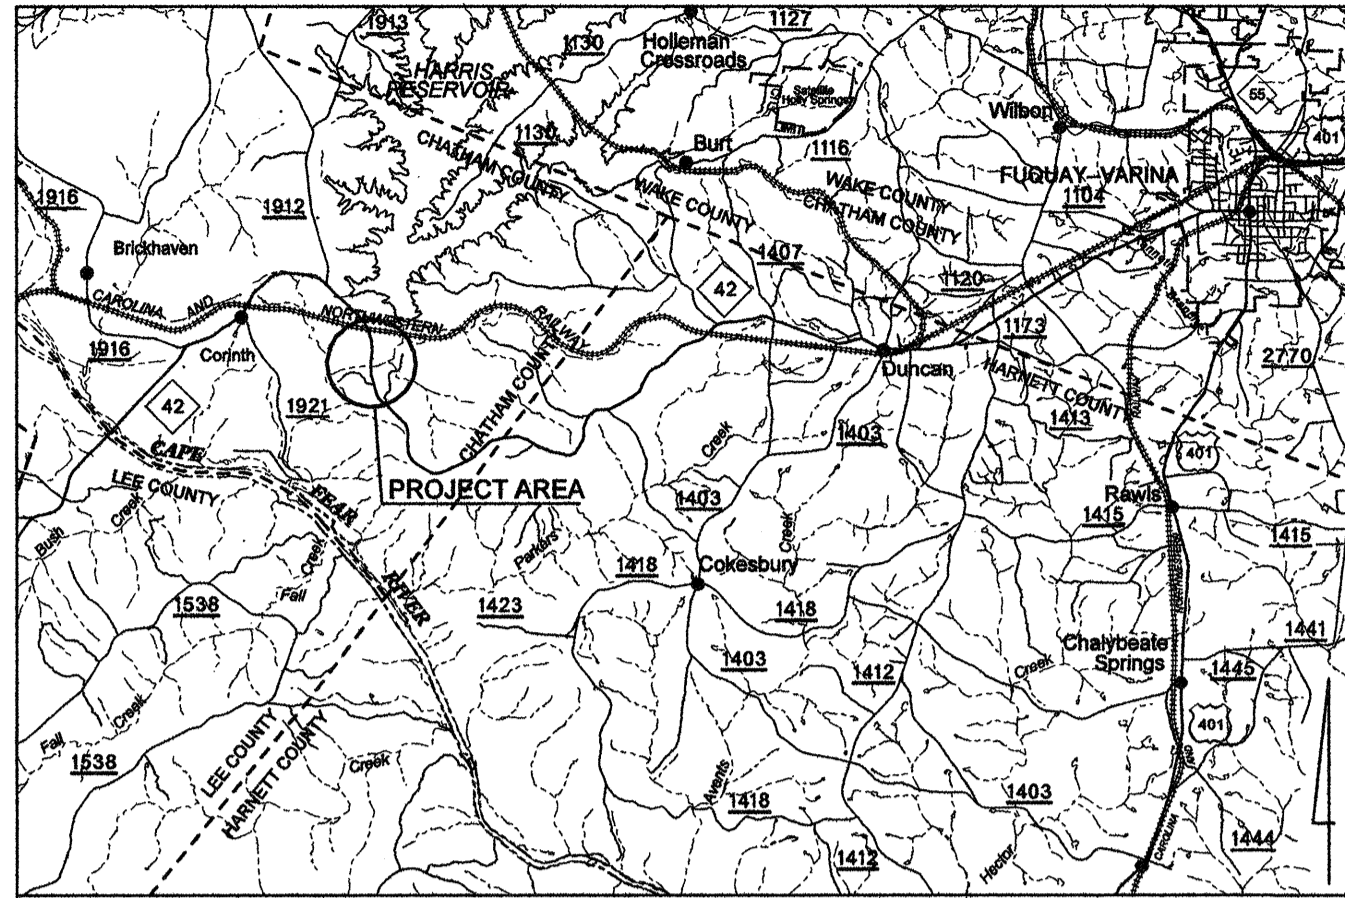 1913
1130
Holleman
Crossroads
1127
HARRIS
RESERVOIR
Satellite
Holly Springs
55
401
Wilbon
1130
CHATHAM COUNTY
Burt
1116
FUQUAY-VARINA
1104
1916
1912
WAKE COUNTY
WAKE COUNTY
CHATHAM COUNTY
Brickhaven
1407
42
1120
CAROLINA AND NORTHWESTERN RAILWAY
1916
Corinth
1173
Duncan
2770
42
1921
CHATHAM COUNTY
HARNETT COUNTY
1413
RAILWAY
1403
Creek
401
CAPE FEAR RIVER
LEE COUNTY
PROJECT AREA
1403
Rawls
1415
1415
Creek
Bush
Creek
Parkers
Creek
Fall
1418
Cokesbury
1538
1423
1418
1441
Chalybeate
Springs
1403
1412
Creek
1445
Creek
Fall
401
1538
LEE COUNTY
HARNETT COUNTY
Creek
Avents
1418
1403
CAROLINA
1444
1412
Hector